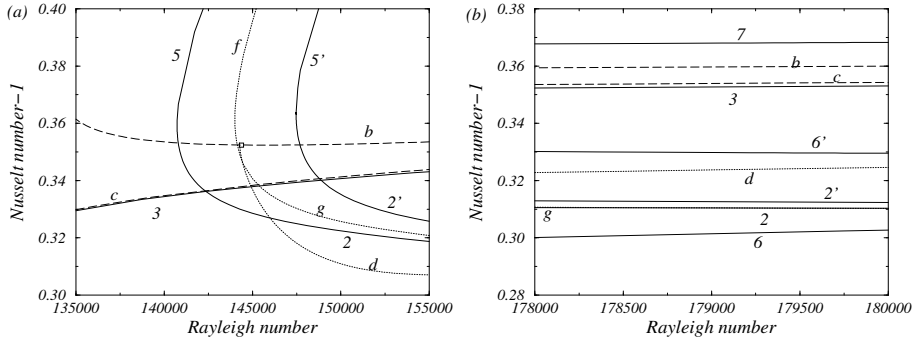 (a)
0.40
0.38
0.36
0.34
0.32
0.30
Nusselt number−1
135000 140000 145000 150000 155000
Rayleigh number
5
f
5'
b
c
3
g
2'
2
d
(b)
0.38
0.36
0.34
0.32
0.30
0.28
Nusselt number−1
178000 178500 179000 179500 180000
Rayleigh number
7
b
c
3
6'
d
2'
g
2
6